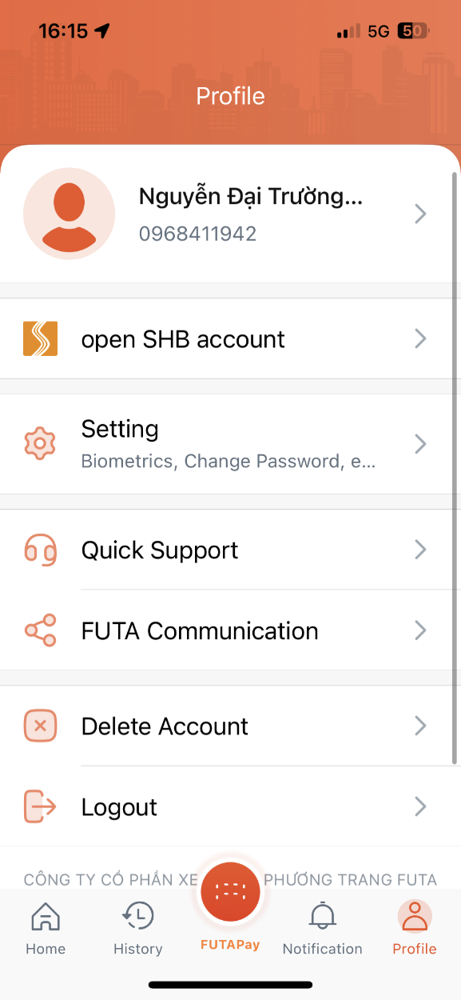 16:15
5G 50
Profile
Nguyễn Đại Trường...
0968411942
open SHB account
Setting
Biometrics, Change Password, e...
Quick Support
FUTA Communication
Delete Account
Logout
CÔNG TY CỔ PHẦN XE PHƯƠNG TRANG FUTA
Home
History
FUTAPay
Notification
Profile